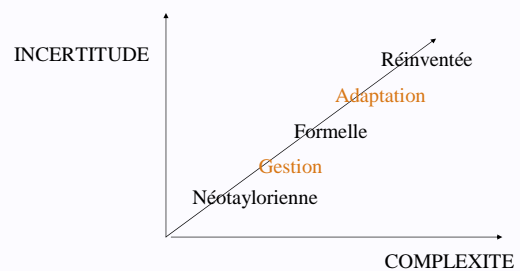 INCERTITUDE
Réinventée
Adaptation
Formelle
Gestion
Néotaylorienne
COMPLEXITE